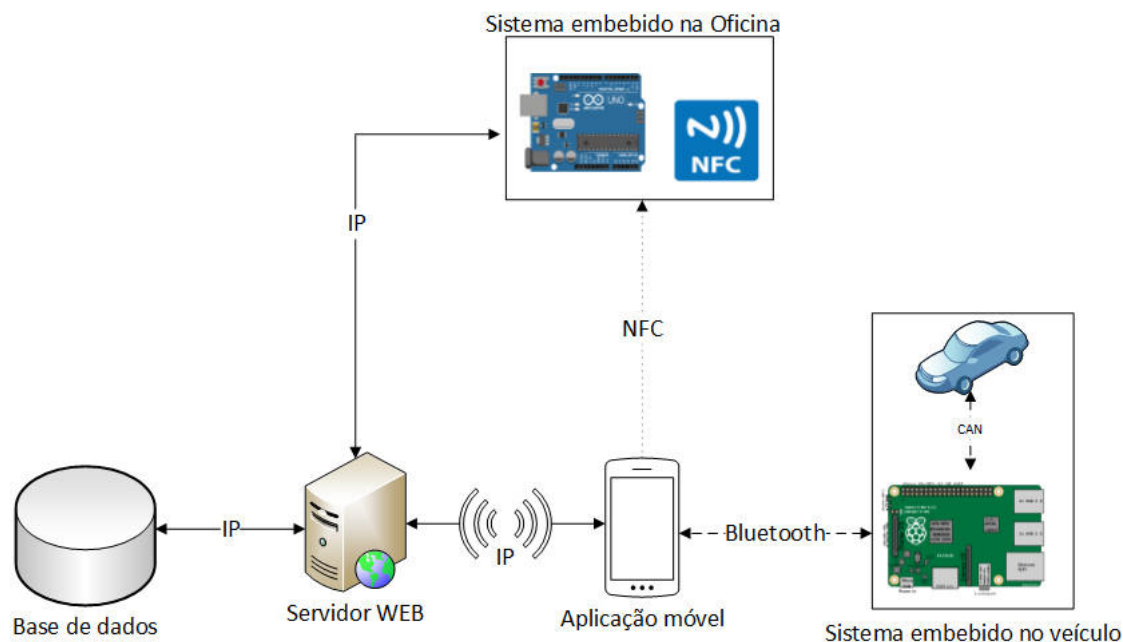 Sistema embebido na Oficina
UNO
NFC
IP
NFC
CAN
IP
IP
Bluetooth
Base de dados
Servidor WEB
Aplicação móvel
Sistema embebido no veículo